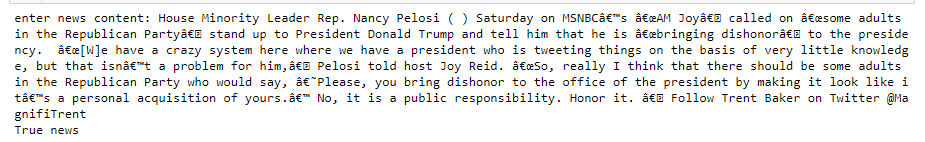 enter news content: House Minority Leader Rep. Nancy Pelosi ( ) Saturday on MSNBCâ€™s â€œAM Joyâ€� called on â€œsome adults
in the Republican Partyâ€� stand up to President Donald Trump and tell him that he is â€œbringing dishonorâ€� to the preside
ncy.  â€œ[W]e have a crazy system here where we have a president who is tweeting things on the basis of very little knowledg
e, but that isnâ€™t a problem for him,â€� Pelosi told host Joy Reid. â€œSo, really I think that there should be some adults
in the Republican Party who would say, â€˜Please, you bring dishonor to the office of the president by making it look like i
tâ€™s a personal acquisition of yours.â€™ No, it is a public responsibility. Honor it. â€� Follow Trent Baker on Twitter @Ma
gnifiTrent
True news